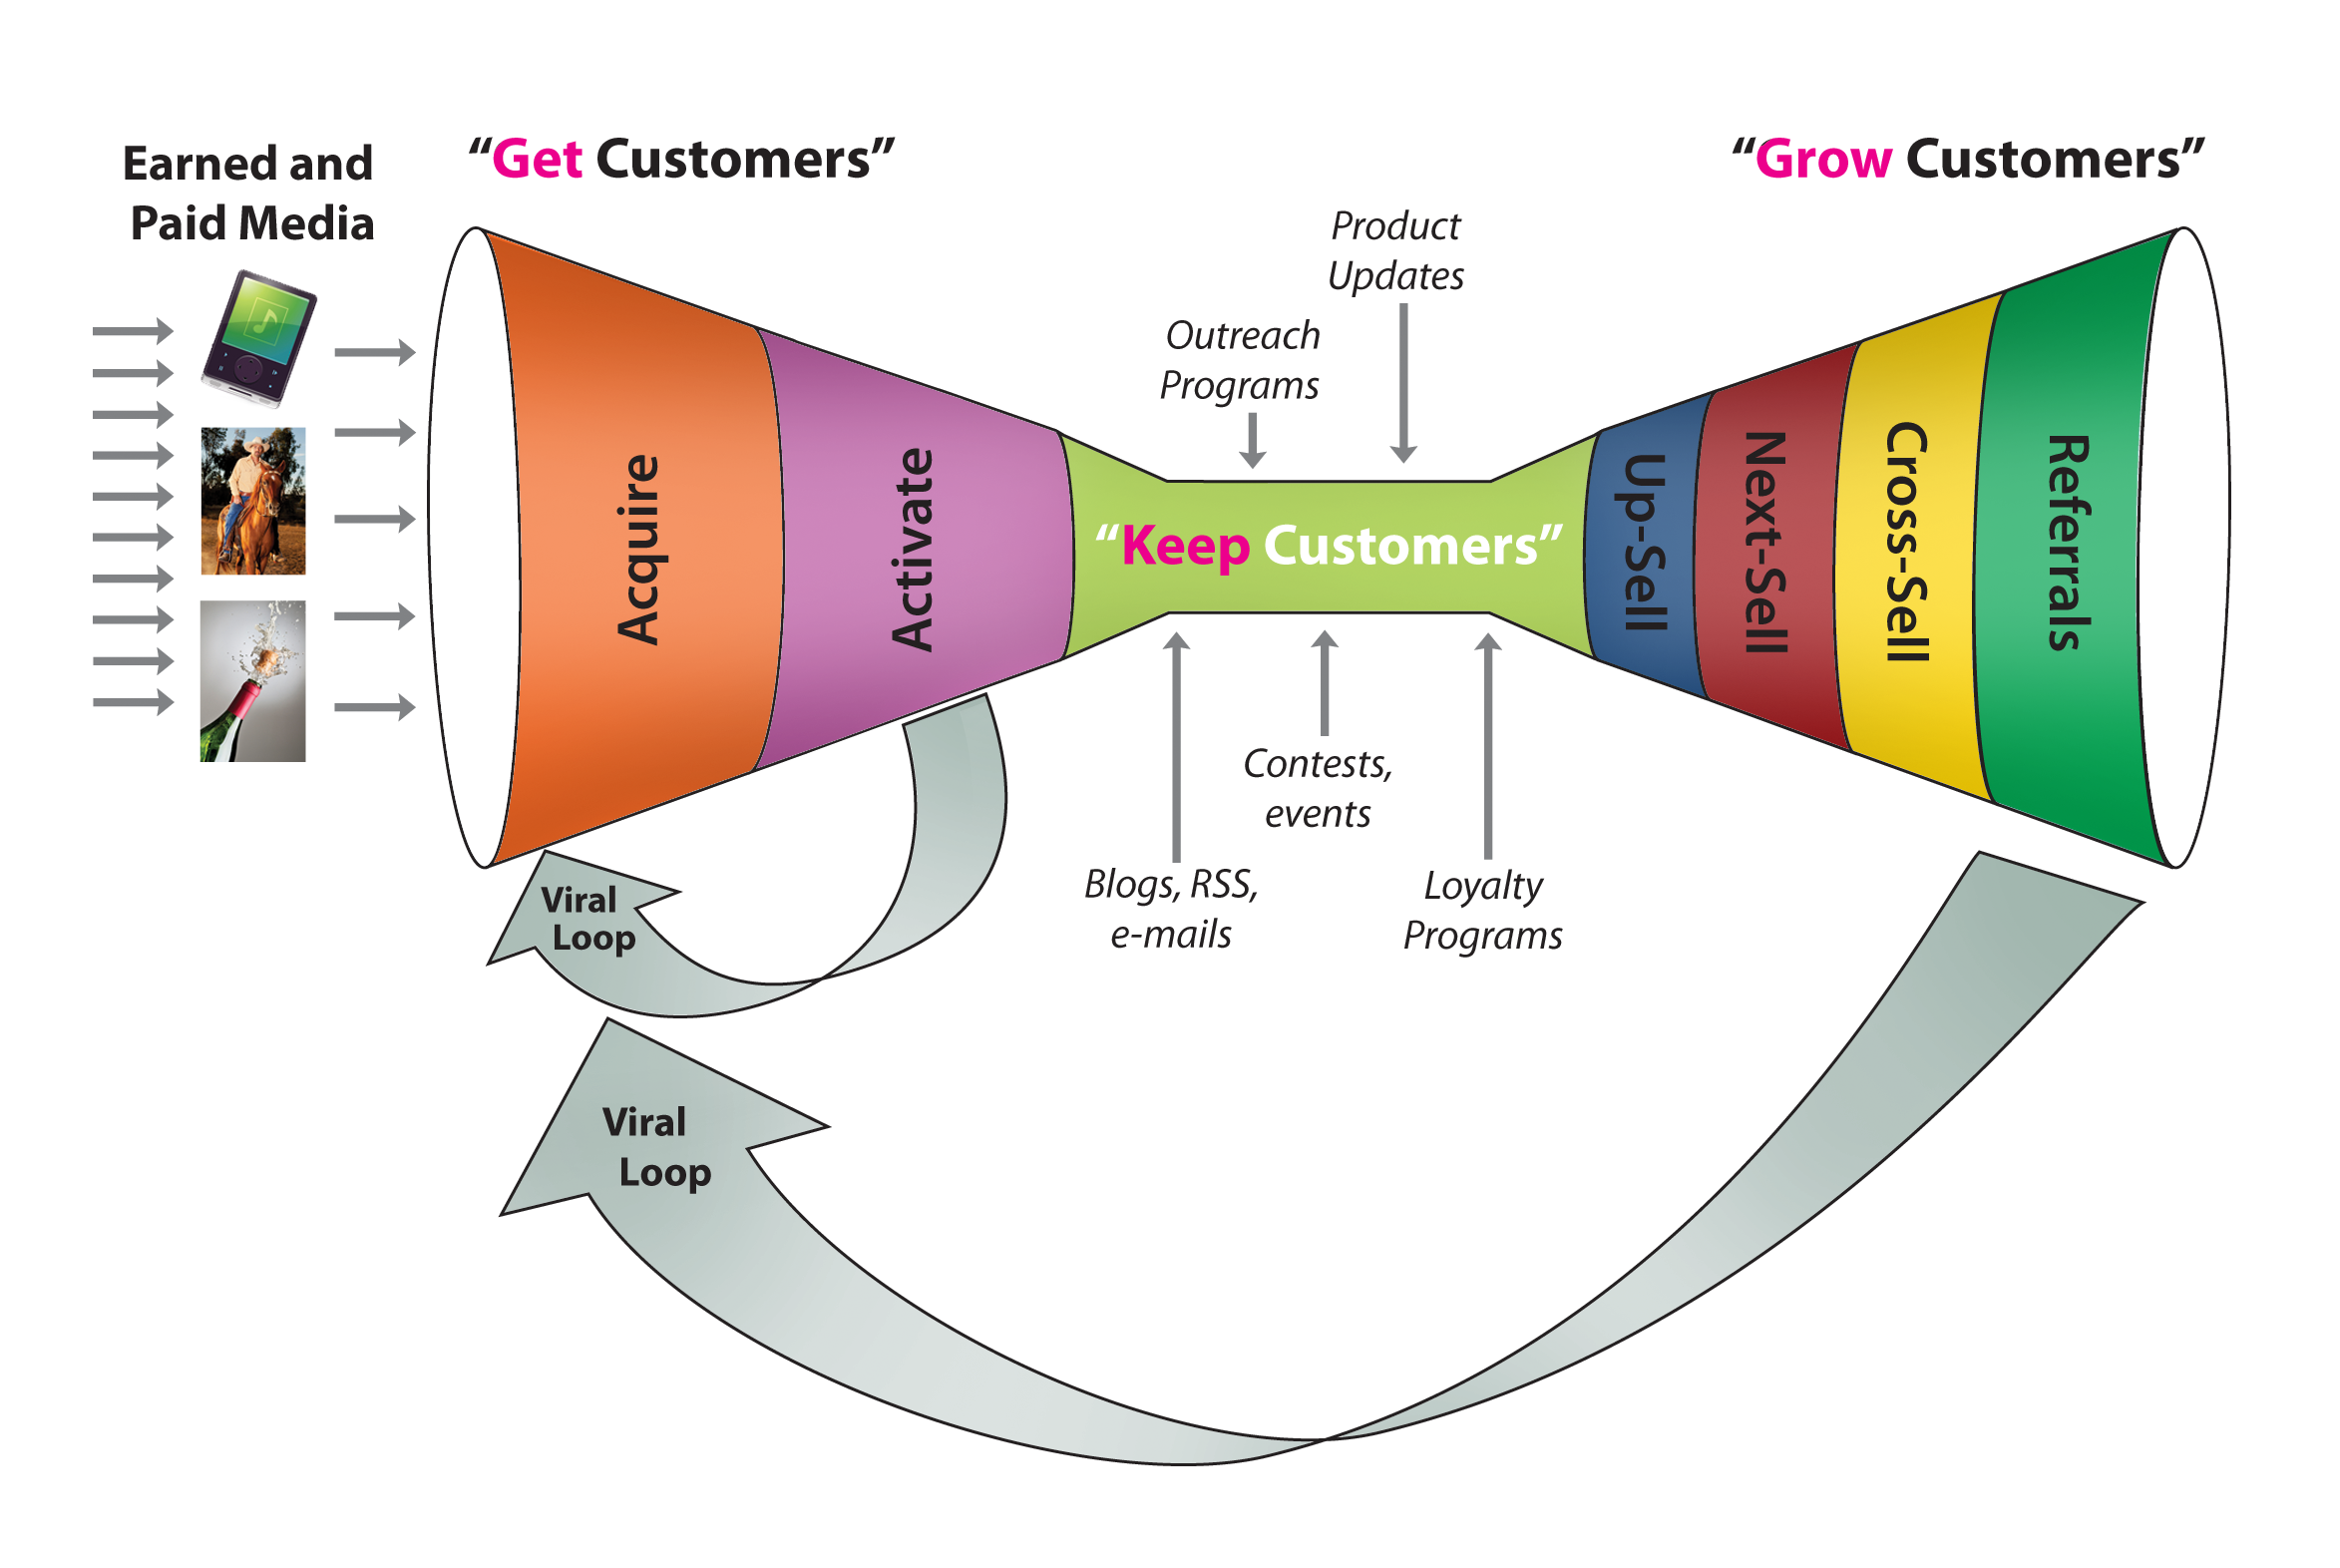 Earned and
Paid Media
“Get Customers”
“Grow Customers”
Product
Updates
Outreach
Programs
Acquire
Activate
“Keep Customers”
Up-Sell
Next-Sell
Cross-Sell
Referrals
Contests,
events
Blogs, RSS,
e-mails
Loyalty
Programs
Viral
Loop
Viral
Loop